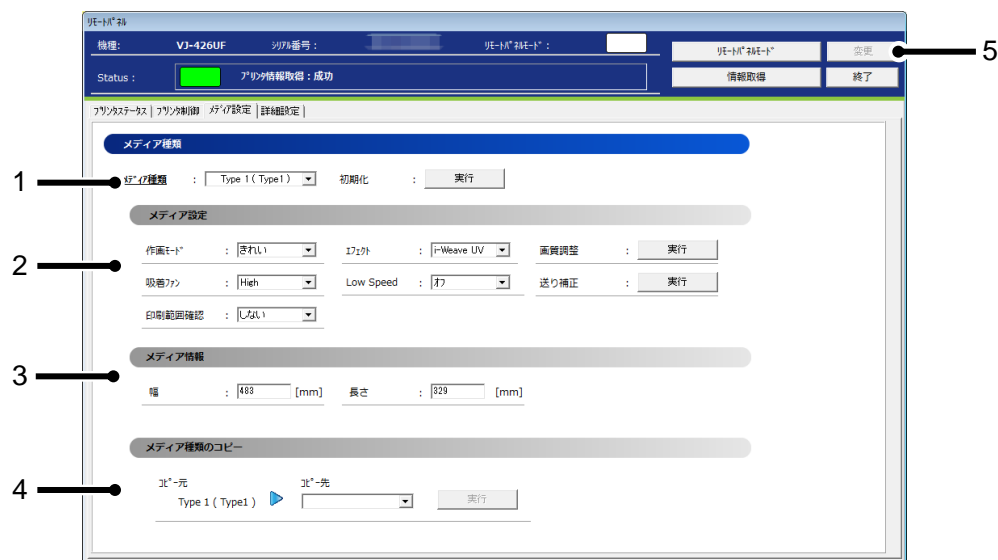 ﾘﾓｰﾄﾊﾟﾈﾙ
機種: VJ-426UF ｼﾘｱﾙ番号： ﾘﾓｰﾄﾊﾟﾈﾙﾓｰﾄﾞ： ﾘﾓｰﾄﾊﾟﾈﾙﾓｰﾄﾞ 変更 5
Status： ﾌﾟﾘﾝﾀ情報取得：成功 情報取得 終了
ﾌﾟﾘﾝﾀｽﾃｰﾀｽ ﾌﾟﾘﾝﾀ制御 ﾒﾃﾞｨｱ設定 詳細設定
メディア種類
1 ﾒﾃﾞｨｱ種類 ： Type 1 ( Type1 ) 初期化 ： 実行
メディア設定
2 作画ﾓｰﾄﾞ ： きれい ｴﾌｪｸﾄ ： i-Weave UV 画質調整 ： 実行
吸着ﾌｧﾝ ： High Low Speed ： ｵﾌ 送り補正 ： 実行
印刷範囲確認 ： しない
メディア情報
3 幅 ： 483 [mm] 長さ ： 329 [mm]
メディア種類のコピー
4 ｺﾋﾟｰ元 ｺﾋﾟｰ先
Type 1 ( Type1 ) 実行